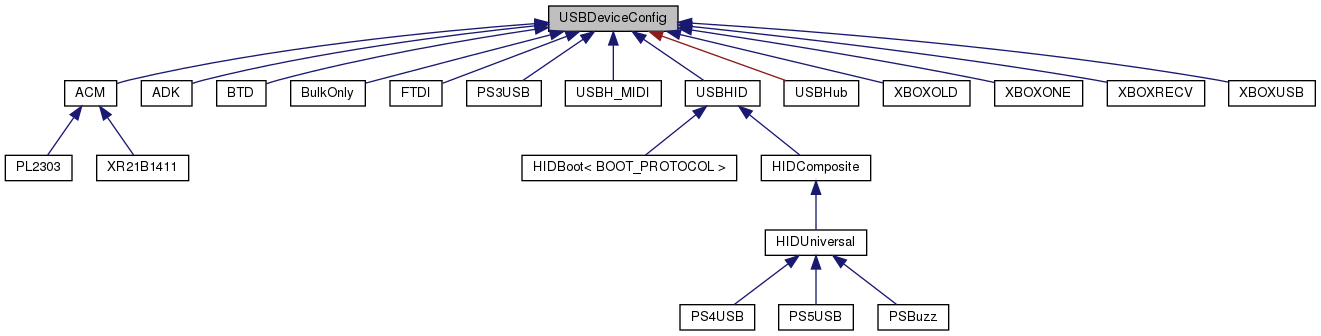 USBDeviceConfig
ACM
ADK
BTD
BulkOnly
FTDI
PS3USB
USBH_MIDI
USBHID
USBHub
XBOXOLD
XBOXONE
XBOXRECV
XBOXUSB
PL2303
XR21B1411
HIDBoot< BOOT_PROTOCOL >
HIDComposite
HIDUniversal
PS4USB
PS5USB
PSBuzz